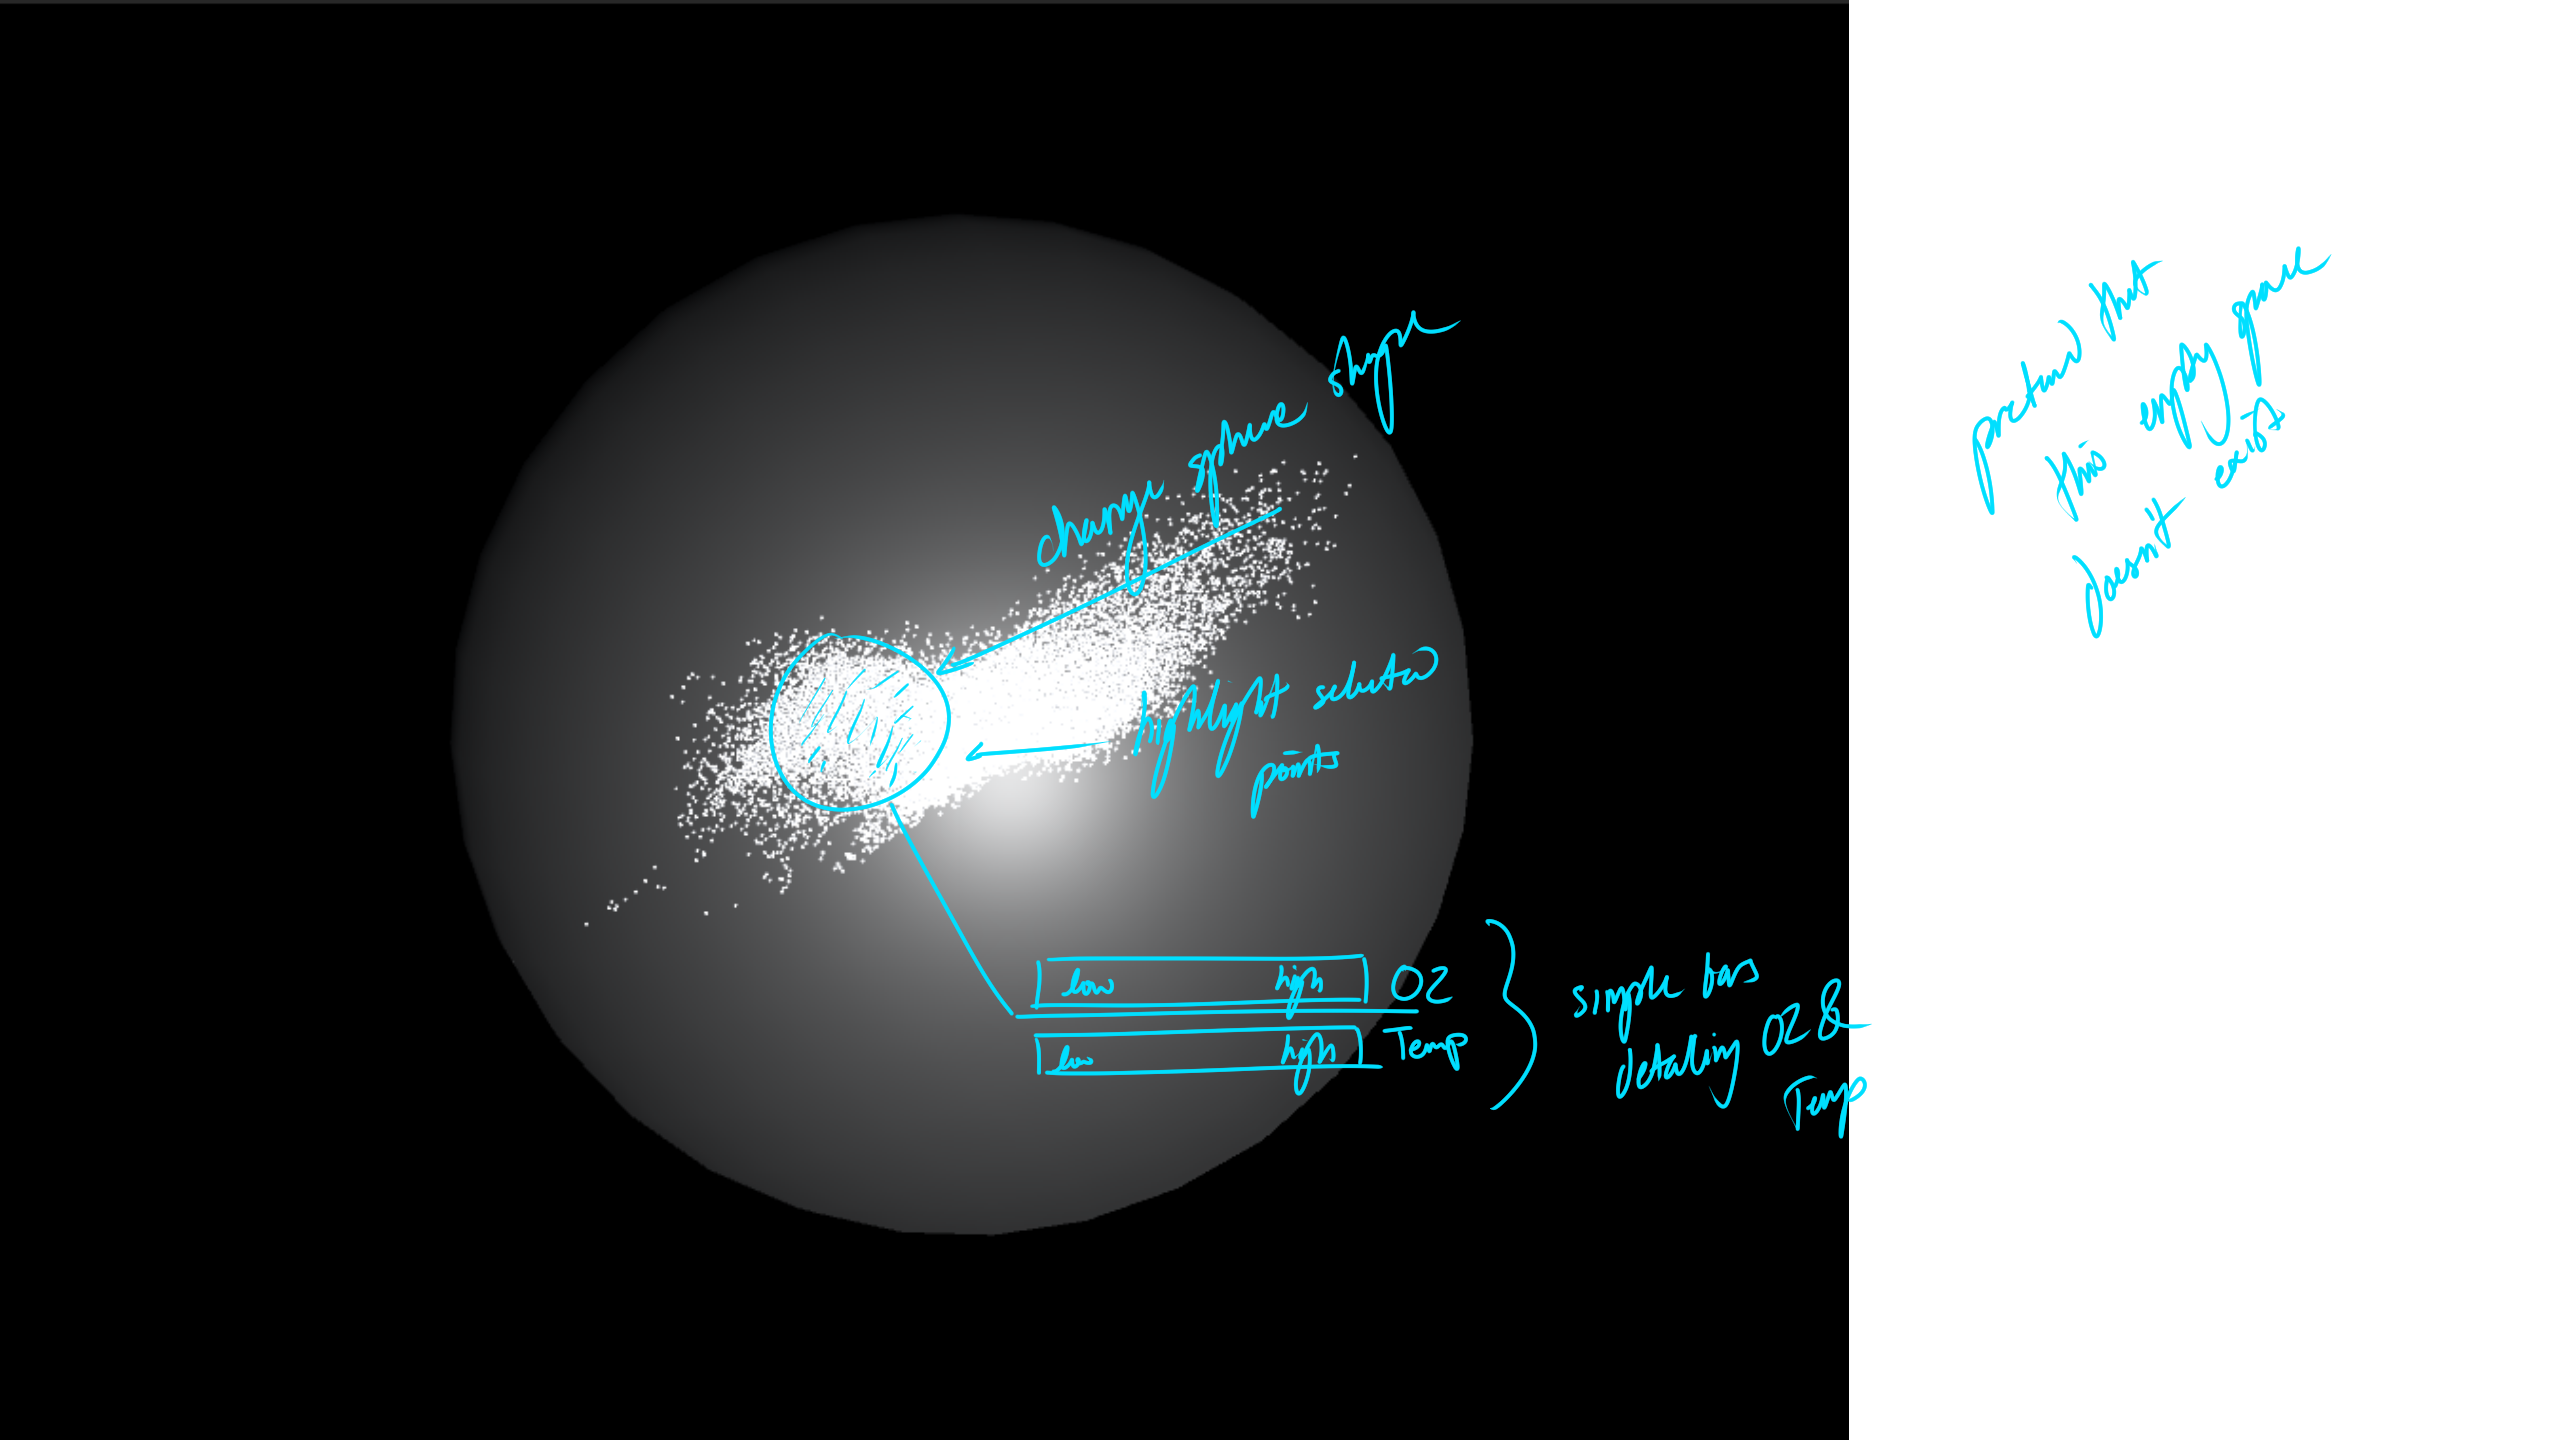 change sphere shape
highlight selected
points
low high O2
low high Temp
simple bars
detailing O2 &
Temp
pretend that
this empty space
doesn't exist